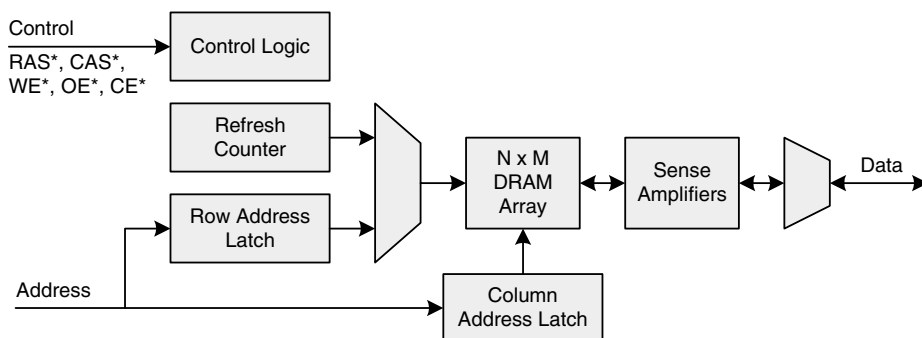 Control
RAS*, CAS*,
WE*, OE*, CE*
Control Logic
Refresh
Counter
Row Address
Latch
N x M
DRAM
Array
Sense
Amplifiers
Data
Address
Column
Address Latch